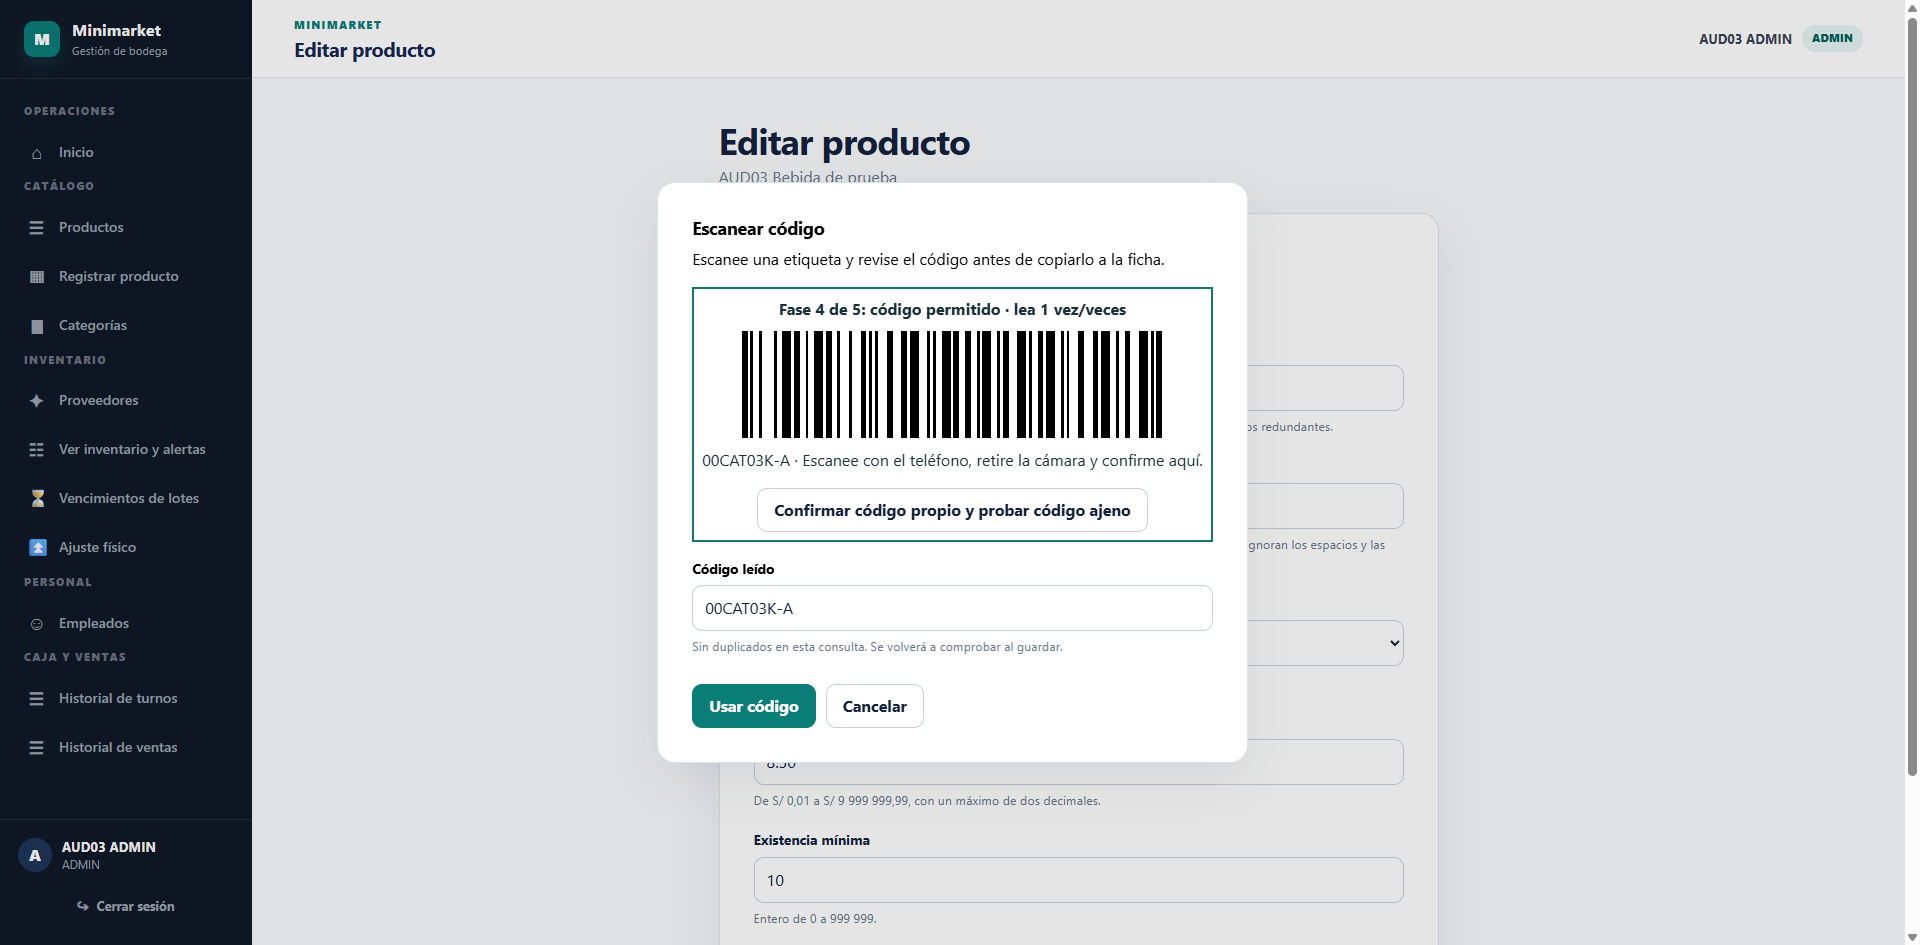 M
Minimarket
Gestión de bodega
OPERACIONES
Inicio
CATÁLOGO
Productos
Registrar producto
Categorías
INVENTARIO
Proveedores
Ver inventario y alertas
Vencimientos de lotes
Ajuste físico
PERSONAL
Empleados
CAJA Y VENTAS
Historial de turnos
Historial de ventas
A
AUD03 ADMIN
ADMIN
Cerrar sesión
MINIMARKET
Editar producto
AUD03 ADMIN
ADMIN
Editar producto
AUD03 Bebida de prueba
Escanear código
Escanee una etiqueta y revise el código antes de copiarlo a la ficha.
Fase 4 de 5: código permitido · lea 1 vez/veces
00CAT03K-A · Escanee con el teléfono, retire la cámara y confirme aquí.
Confirmar código propio y probar código ajeno
Código leído
00CAT03K-A
Sin duplicados en esta consulta. Se volverá a comprobar al guardar.
Usar código
Cancelar
redundantes.
ignoran los espacios y las
8.50
De S/ 0,01 a S/ 9 999 999,99, con un máximo de dos decimales.
Existencia mínima
10
Entero de 0 a 999 999.